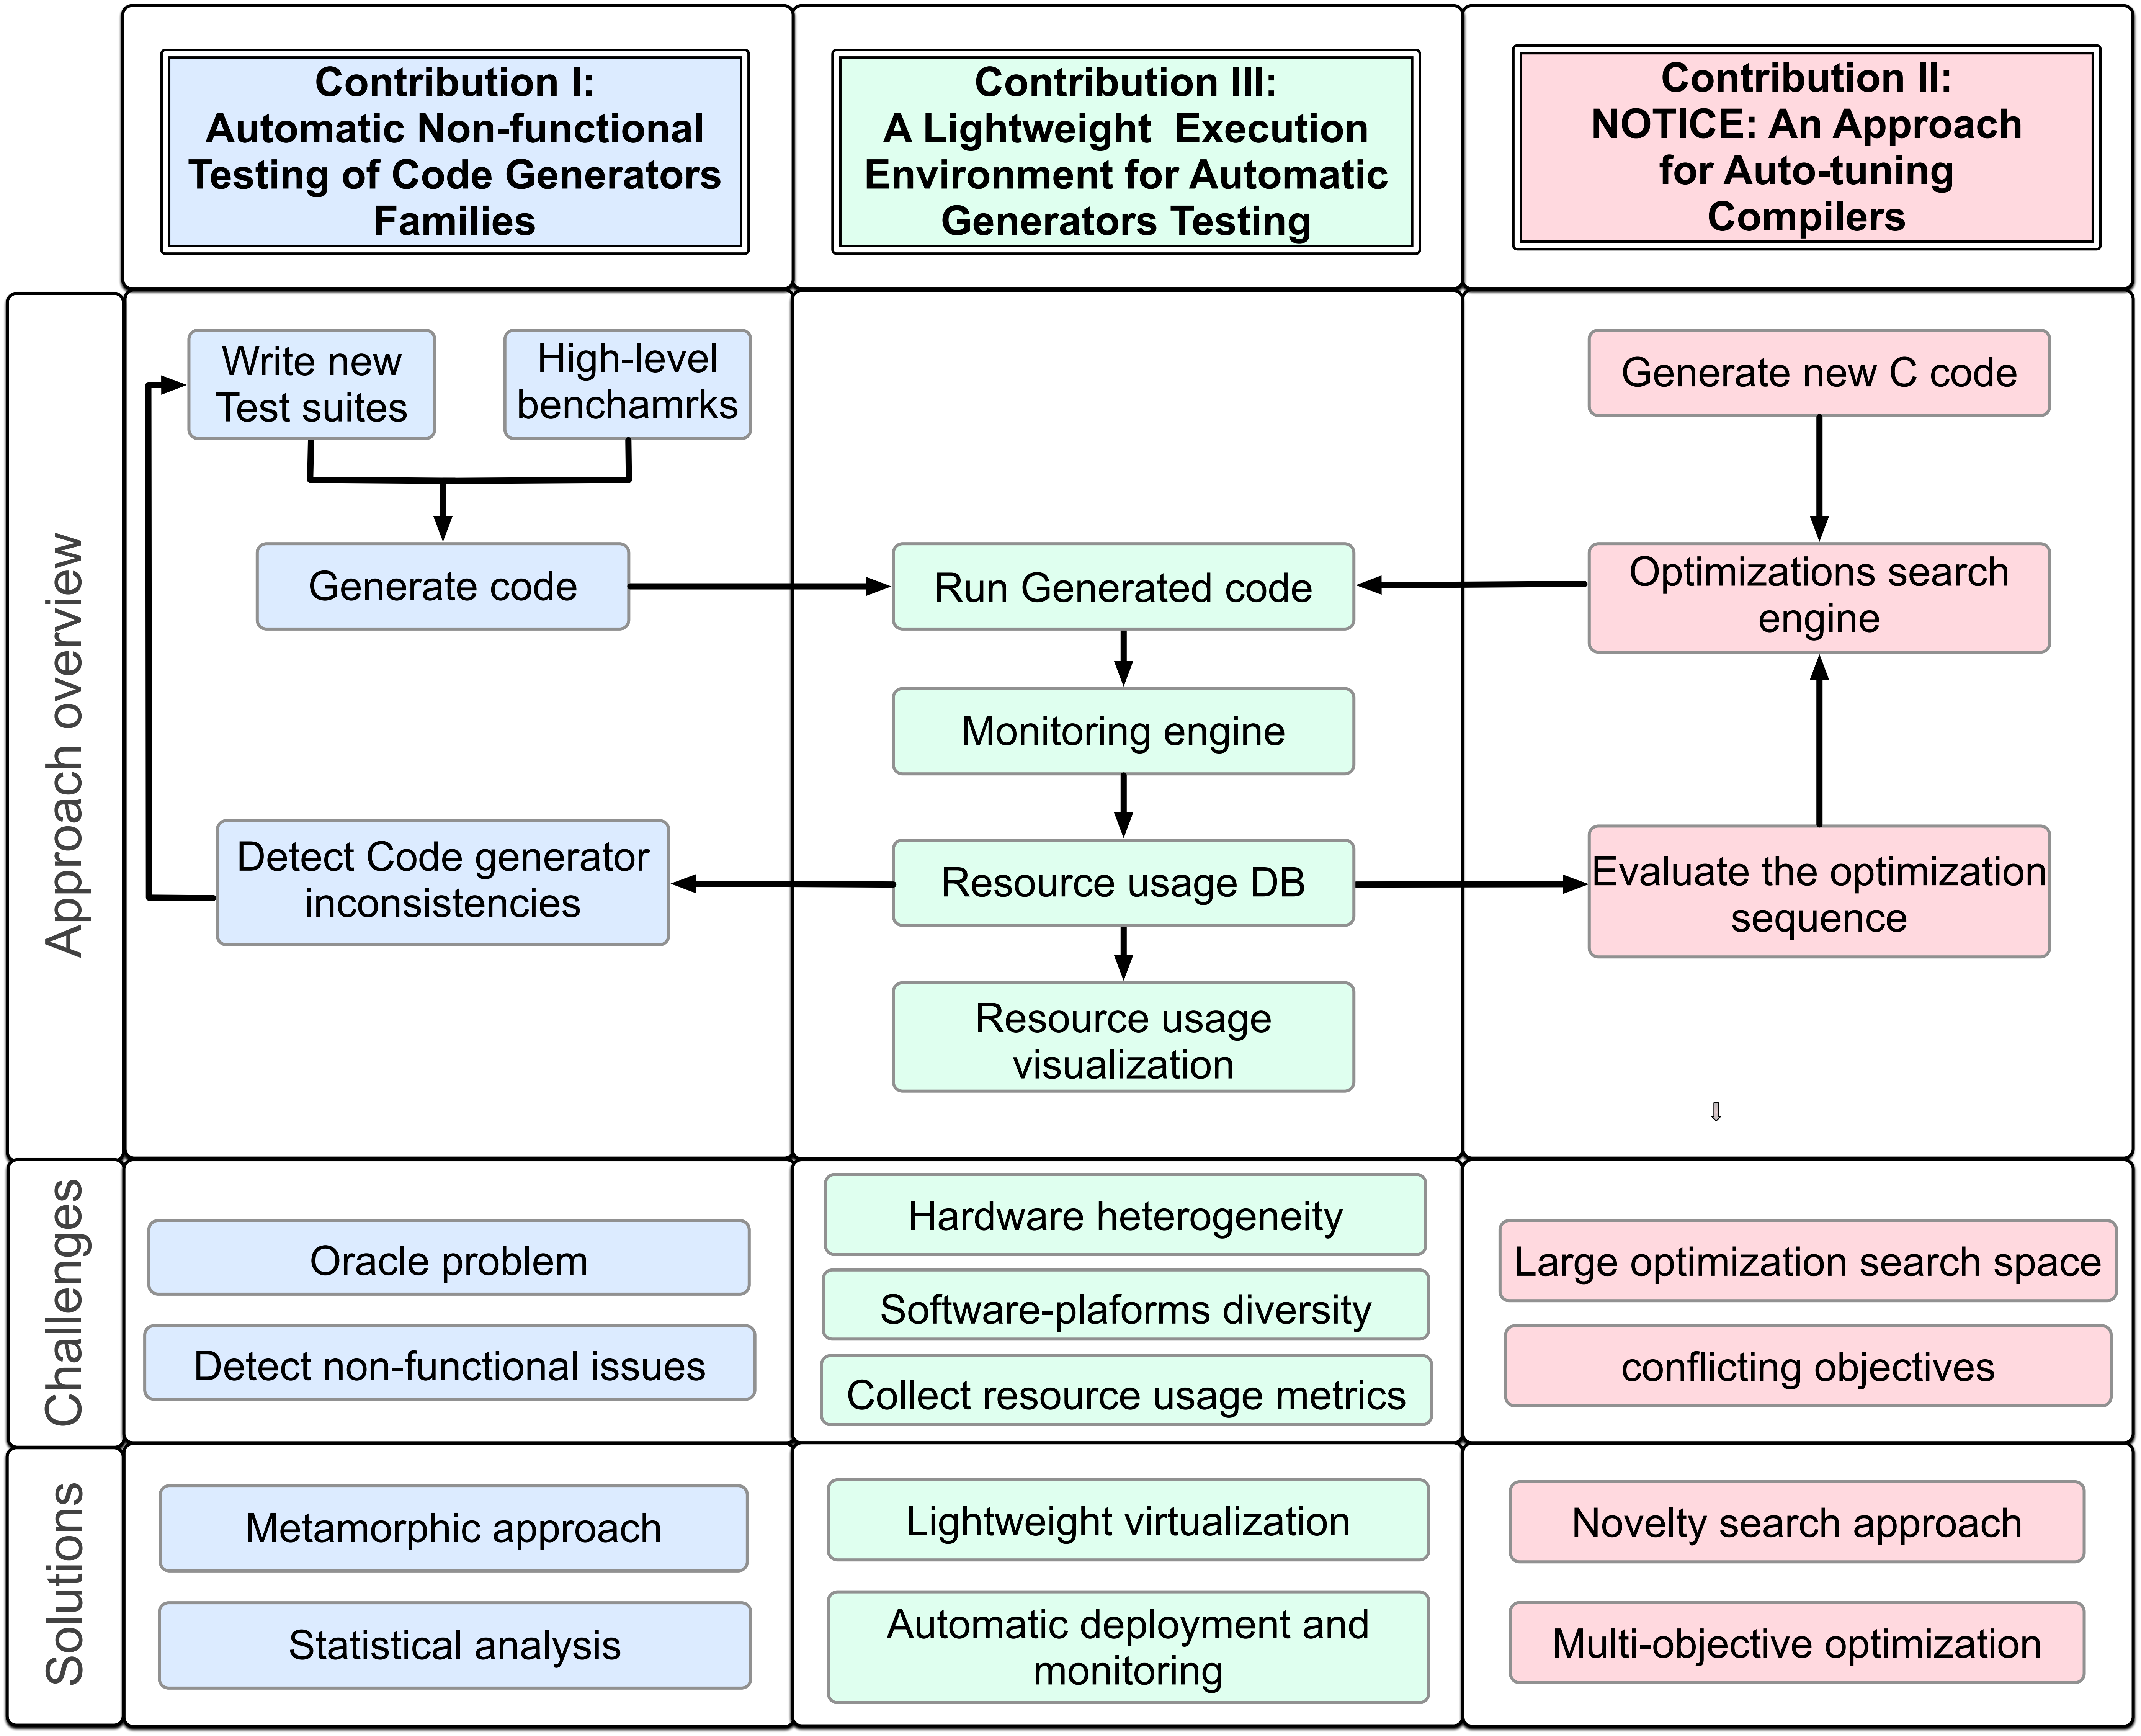 Contribution I:
Automatic Non-functional
Testing of Code Generators
Families
Contribution III:
A Lightweight  Execution
Environment for Automatic
Generators Testing
Contribution II:
NOTICE: An Approach
for Auto-tuning
Compilers
Approach overview
Write new
Test suites
High-level
benchamrks
Generate code
Detect Code generator
inconsistencies
Run Generated code
Monitoring engine
Resource usage DB
Resource usage
visualization
Generate new C code
Optimizations search
engine
Evaluate the optimization
sequence
⇩
Challenges
Oracle problem
Detect non-functional issues
Hardware heterogeneity
Software-plaforms diversity
Collect resource usage metrics
Large optimization search space
conflicting objectives
Solutions
Metamorphic approach
Statistical analysis
Lightweight virtualization
Automatic deployment and
monitoring
Novelty search approach
Multi-objective optimization